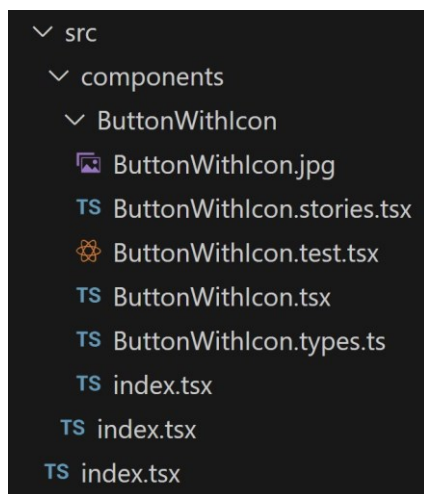 src
components
ButtonWithIcon
ButtonWithIcon.jpg
TS ButtonWithIcon.stories.tsx
ButtonWithIcon.test.tsx
TS ButtonWithIcon.tsx
TS ButtonWithIcon.types.ts
TS index.tsx
TS index.tsx
TS index.tsx